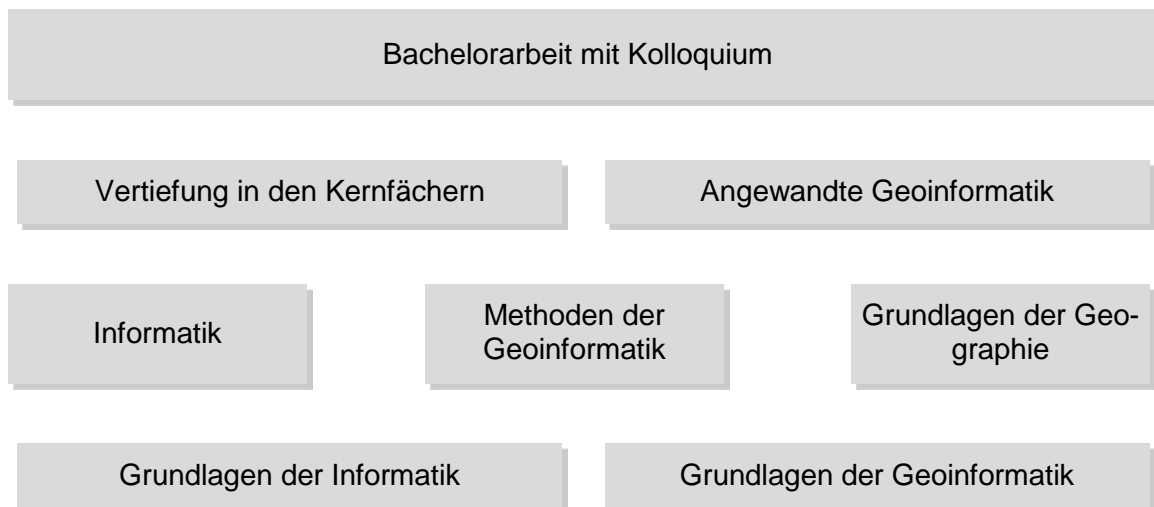 Bachelorarbeit mit Kolloquium
Vertiefung in den Kernfächern
Angewandte Geoinformatik
Informatik
Methoden der
Geoinformatik
Grundlagen der Geo-
graphie
Grundlagen der Informatik
Grundlagen der Geoinformatik